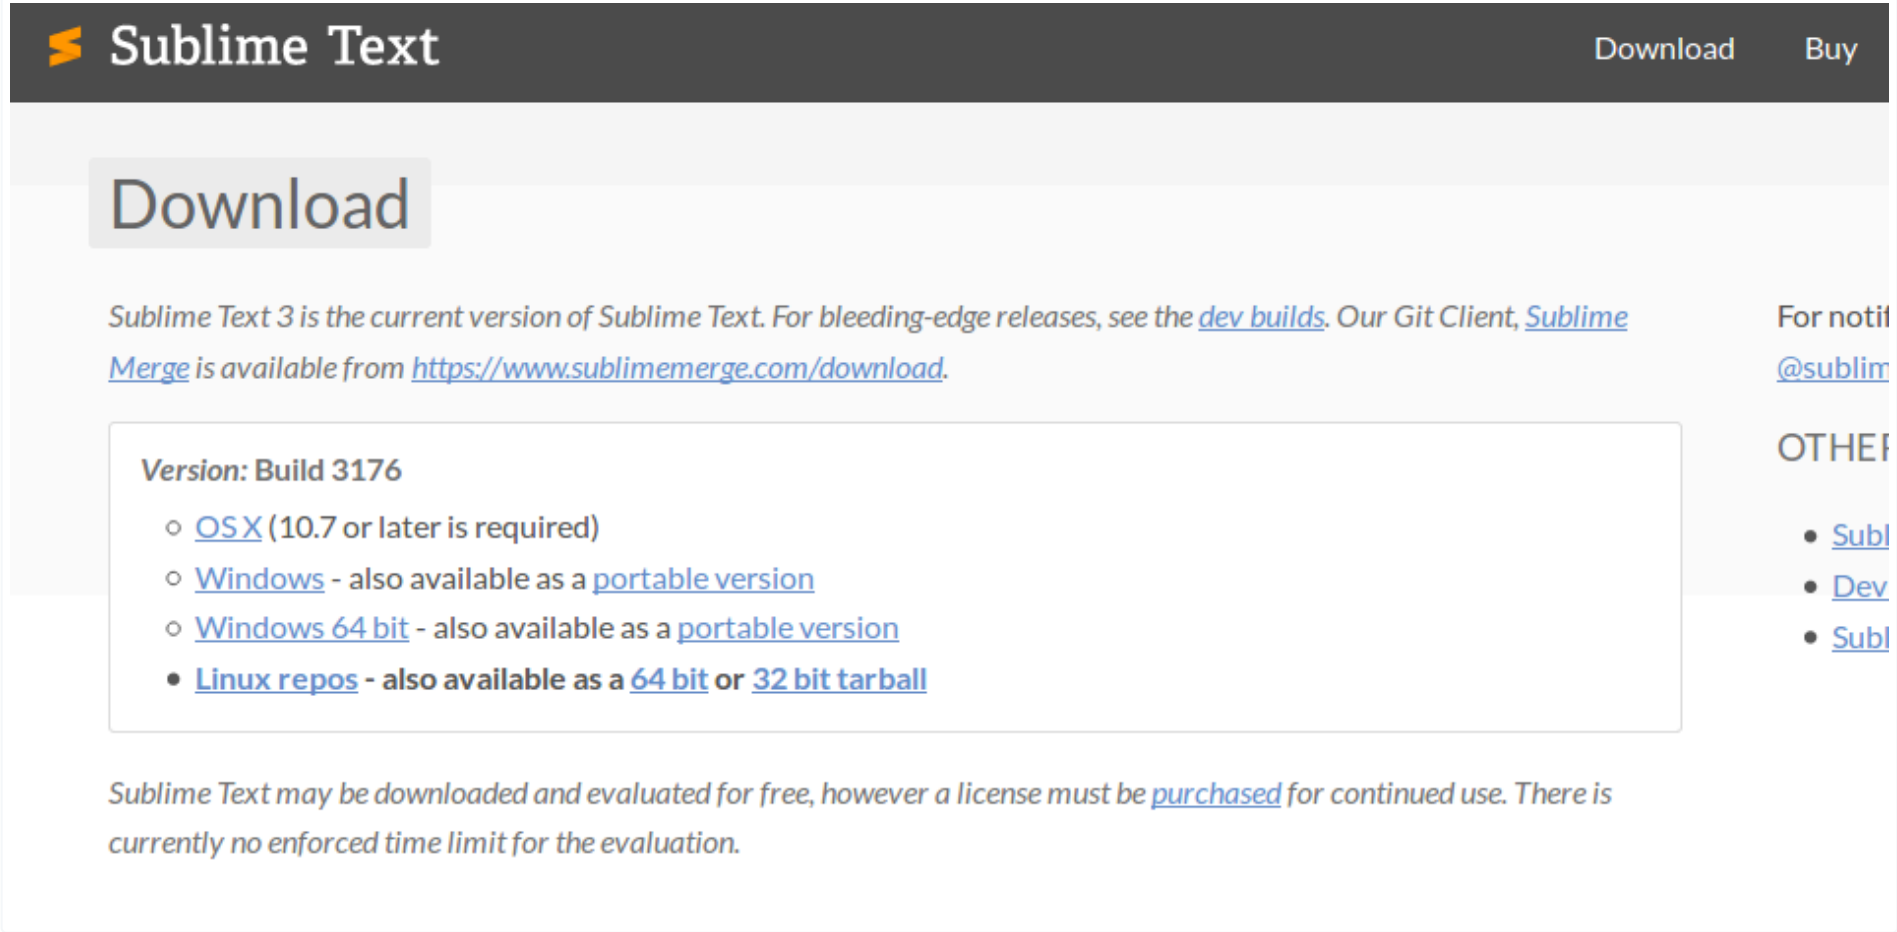 Sublime Text
Download
Buy
Download
Sublime Text 3 is the current version of Sublime Text. For bleeding-edge releases, see the dev builds. Our Git Client, Sublime
Merge is available from https://www.sublimemerge.com/download.
Version: Build 3176
OS X (10.7 or later is required)
Windows - also available as a portable version
Windows 64 bit - also available as a portable version
Linux repos - also available as a 64 bit or 32 bit tarball
Sublime Text may be downloaded and evaluated for free, however a license must be purchased for continued use. There is
currently no enforced time limit for the evaluation.
For
Dev